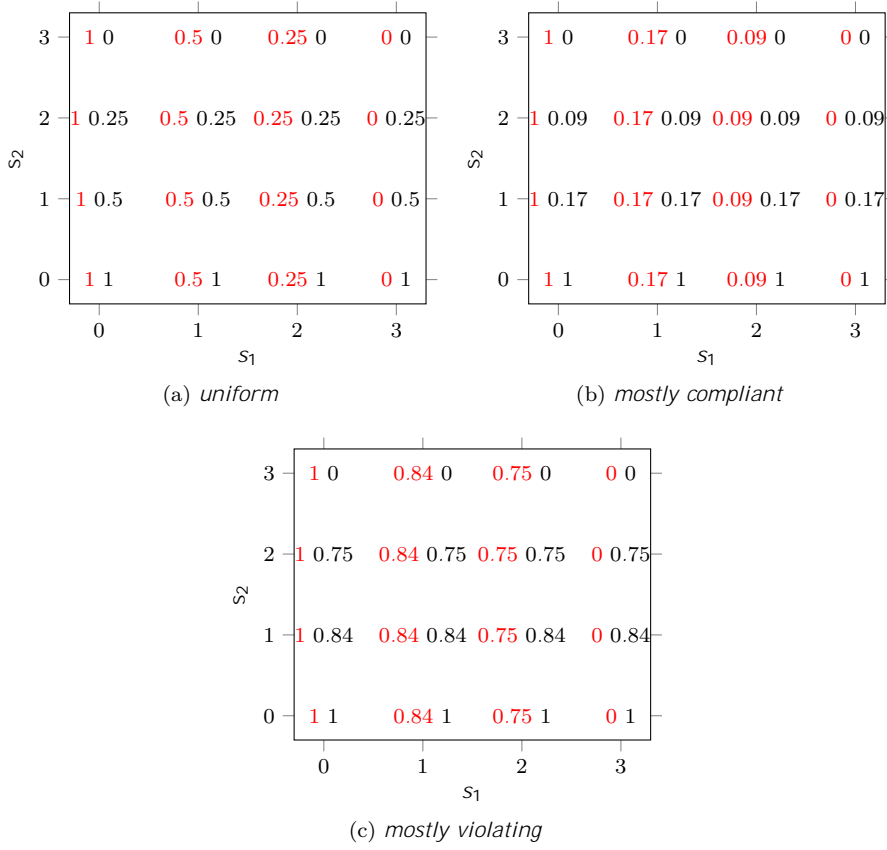 3 1 0 0.5 0 0.25 0 0 0
2 1 0.25 0.5 0.25 0.25 0.25 0 0.25
s2
1 1 0.5 0.5 0.5 0.25 0.5 0 0.5
0 1 1 0.5 1 0.25 1 0 1
0 1 2 3
s1
(a) uniform
3 1 0 0.17 0 0.09 0 0 0
2 1 0.09 0.17 0.09 0.09 0.09 0 0.09
s2
1 1 0.17 0.17 0.17 0.09 0.17 0 0.17
0 1 1 0.17 1 0.09 1 0 1
0 1 2 3
s1
(b) mostly compliant
3 1 0 0.84 0 0.75 0 0 0
2 1 0.75 0.84 0.75 0.75 0.75 0 0.75
s2
1 1 0.84 0.84 0.84 0.75 0.84 0 0.84
0 1 1 0.84 1 0.75 1 0 1
0 1 2 3
s1
(c) mostly violating